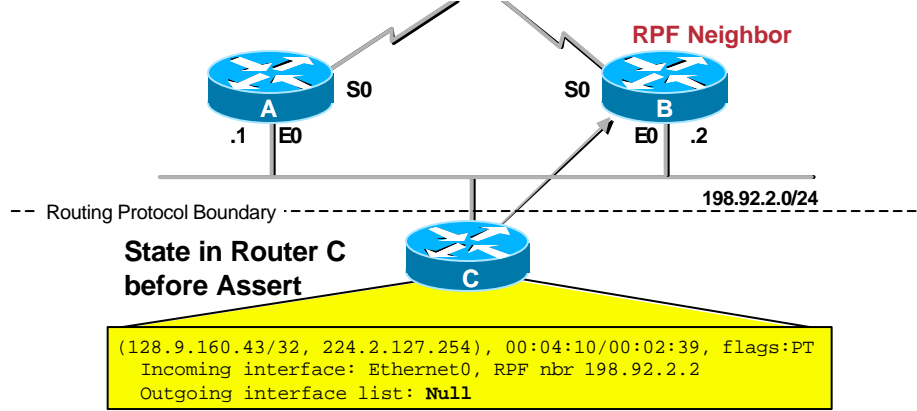 RPF Neighbor
S0
S0
A
B
.1
E0
E0
.2
198.92.2.0/24
Routing Protocol Boundary
State in Router C
before Assert
C
(128.9.160.43/32, 224.2.127.254), 00:04:10/00:02:39, flags:PT
Incoming interface: Ethernet0, RPF nbr 198.92.2.2
Outgoing interface list: Null